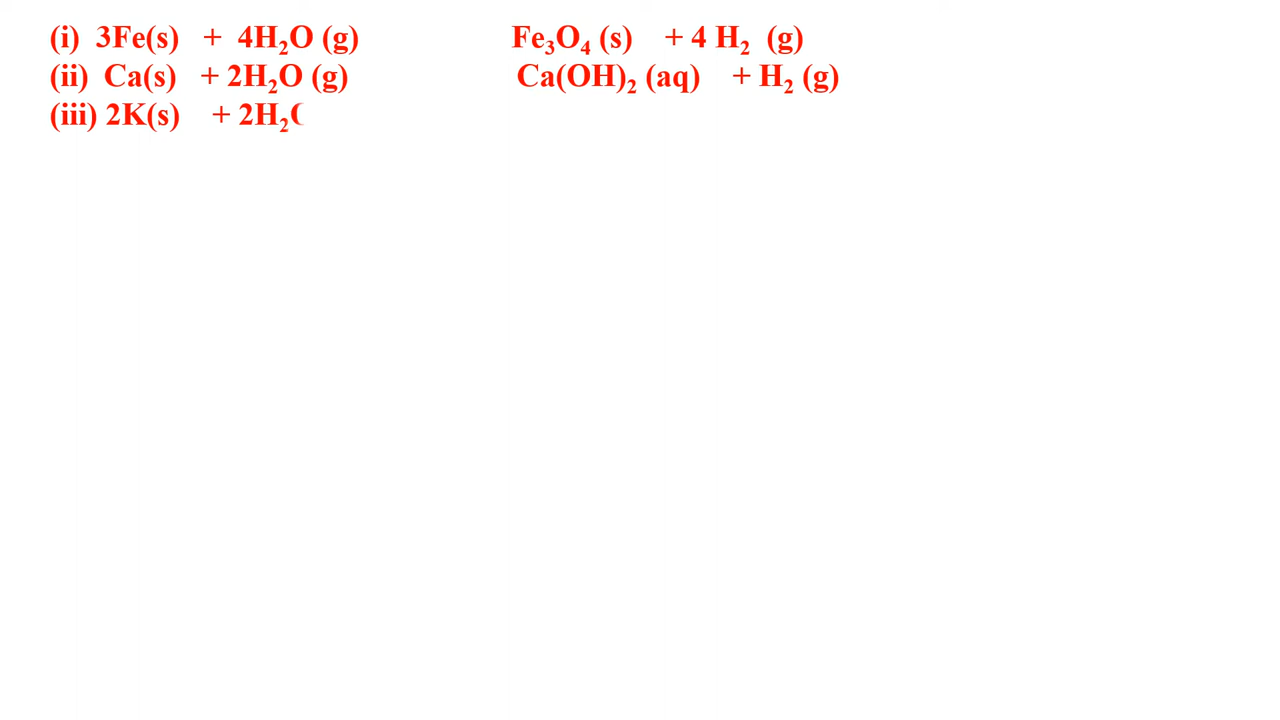 (i) 3Fe(s) + 4H₂O (g) Fe₃O₄ (s) + 4 H₂ (g)
(ii) Ca(s) + 2H₂O (g) Ca(OH)₂ (aq) + H₂ (g)
(iii) 2K(s) + 2H₂